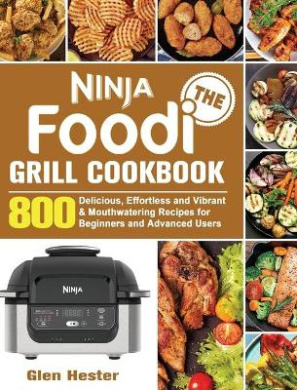 THE
NINJA
Foodi
GRILL COOKBOOK
800
Delicious, Effortless and Vibrant
& Mouthwatering Recipes for
Beginners and Advanced Users
NINJA
Glen Hester